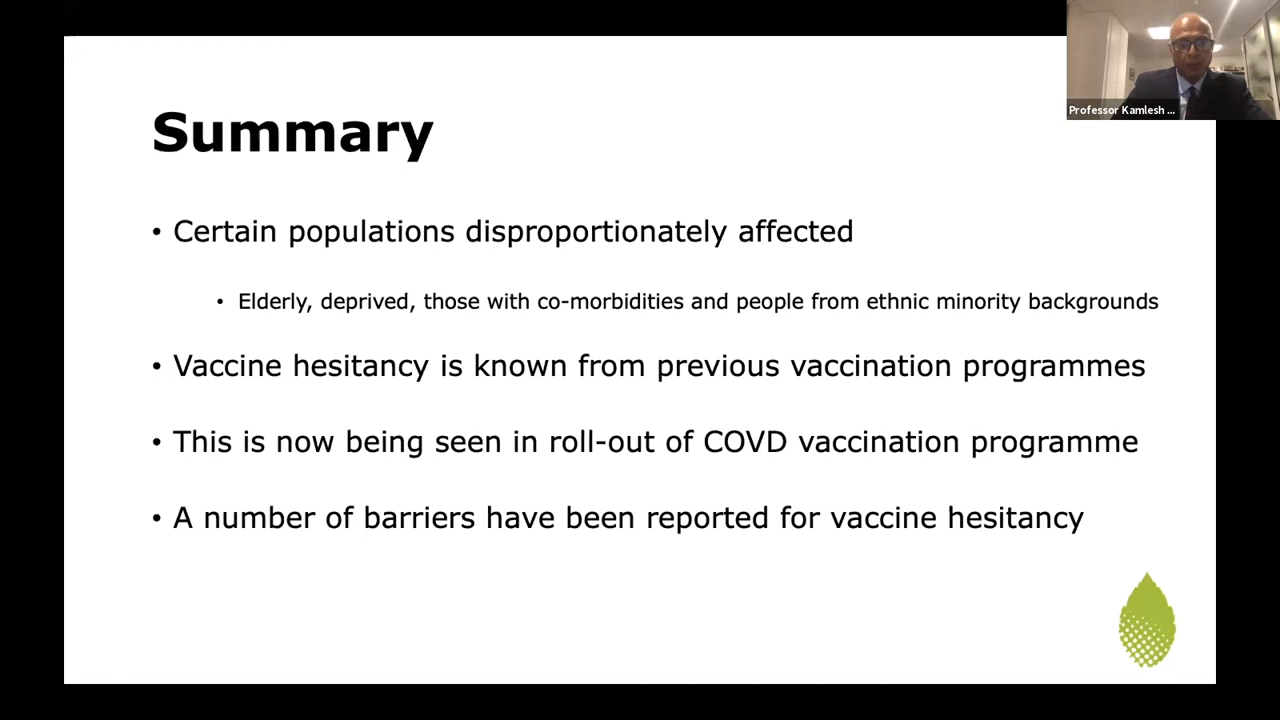 Professor Kamlesh ...
Summary
• Certain populations disproportionately affected
• Elderly, deprived, those with co-morbidities and people from ethnic minority backgrounds
• Vaccine hesitancy is known from previous vaccination programmes
• This is now being seen in roll-out of COVD vaccination programme
• A number of barriers have been reported for vaccine hesitancy